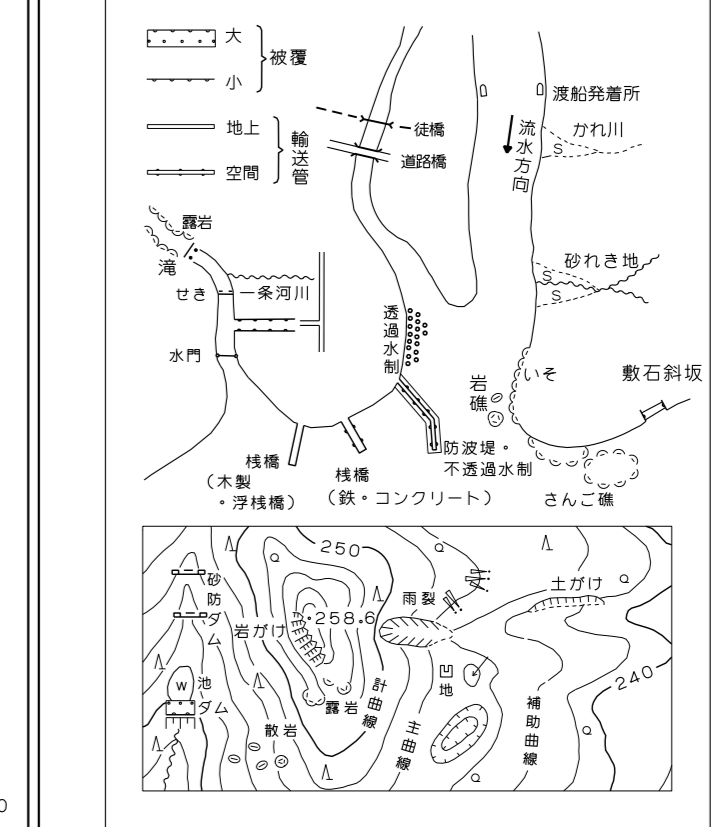 大
小
被覆
地上
空間
輸送管
徒橋
道路橋
流水方向
渡船発着所
かれ川
S
砂れき地
S
S
露岩
滝
せき
一条河川
水門
透過水制
岩礁
いそ
敷石斜坂
桟橋
(木製
・浮桟橋)
桟橋
(鉄・コンクリート)
防波堤・
不透過水制
さんご礁
250
砂防ダム
岩がけ
・258.6
雨裂
土がけ
W
池
ダム
露岩
散岩
計曲線
主曲線
凹地
補助曲線
240
0